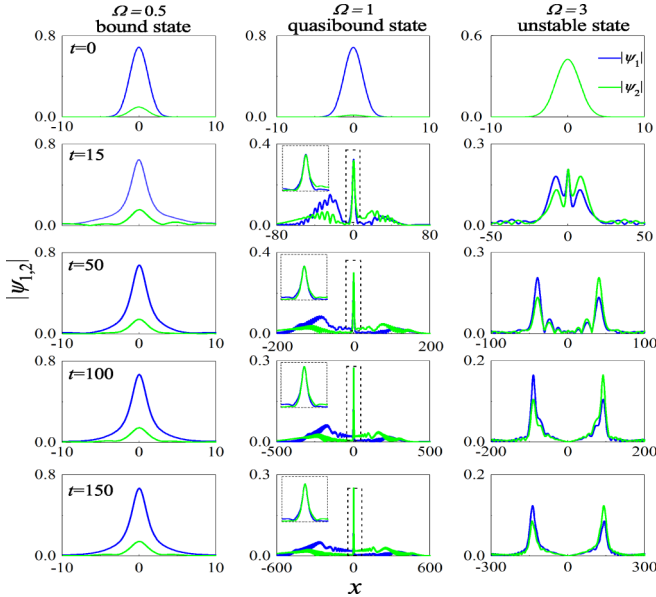 Ω = 0.5 Ω = 1 Ω = 3
bound state quasibound state unstable state
0.8 0.8 0.6
t=0 |ψ1|
|ψ2|
0.0 0.0 0.0
-10 0 10 -10 0 10 -10 0 10
0.8 0.4 0.3
t=15
0.0 0.0 0.0
-10 0 10 -80 0 80 -50 0 50
0.8 0.4 0.3
t=50
|ψ1,2|
0.0 0.0 0.0
-10 0 10 -200 0 200 -100 0 100
0.8 0.3 0.2
t=100
0.0 0.0 0.0
-10 0 10 -500 0 500 -200 0 200
0.8 0.3 0.2
t=150
0.0 0.0 0.0
-10 0 10 -600 0 600 -300 0 300
x